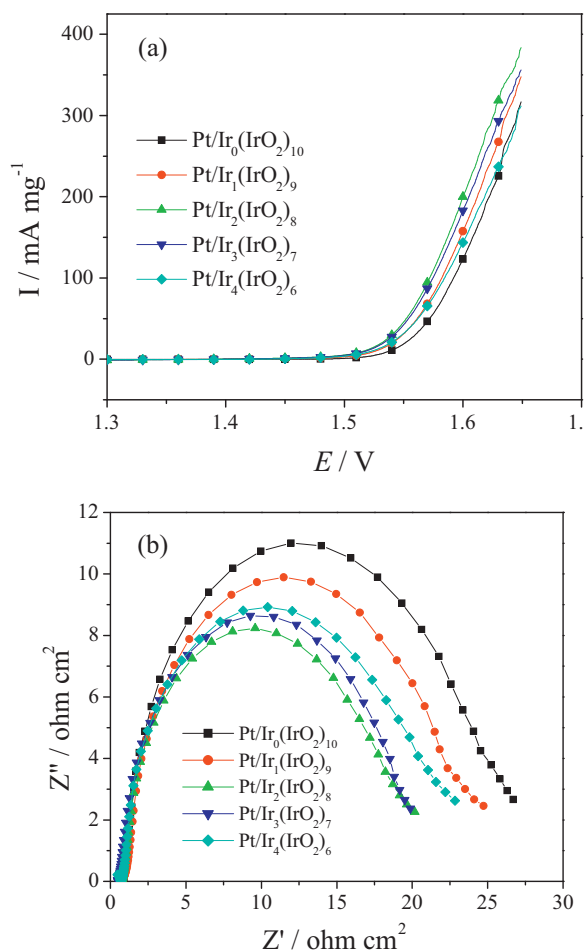 (a)
400
300
200
100
0
I / mA mg⁻¹
Pt/Ir₀(IrO₂)₁₀
Pt/Ir₁(IrO₂)₉
Pt/Ir₂(IrO₂)₈
Pt/Ir₃(IrO₂)₇
Pt/Ir₄(IrO₂)₆
1.3 1.4 1.5 1.6 1.
E / V
(b)
12
10
8
6
4
2
0
Z'' / ohm cm²
Pt/Ir₀(IrO₂)₁₀
Pt/Ir₁(IrO₂)₉
Pt/Ir₂(IrO₂)₈
Pt/Ir₃(IrO₂)₇
Pt/Ir₄(IrO₂)₆
0 5 10 15 20 25 30
Z' / ohm cm²